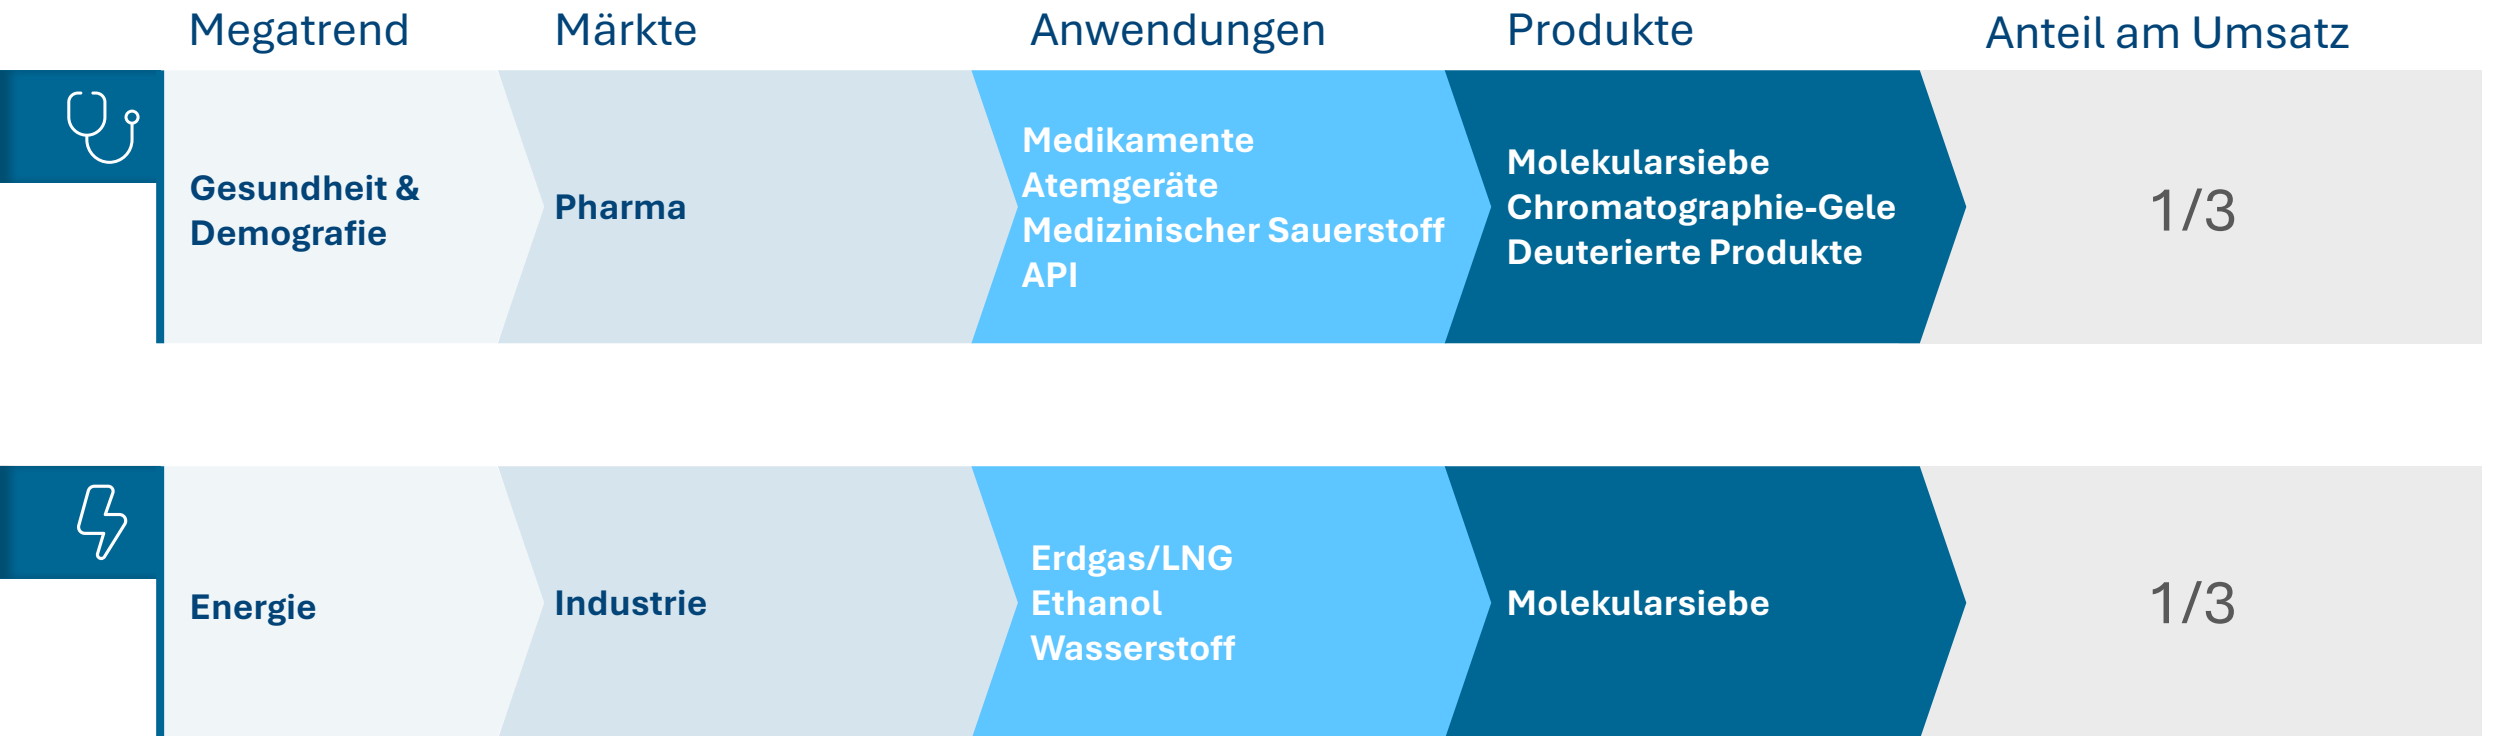 Megatrend
Märkte
Anwendungen
Produkte
Anteil am Umsatz
Gesundheit &
Demografie
Pharma
Medikamente
Atemgeräte
Medizinischer Sauerstoff
API
Molekularsiebe
Chromatographie-Gele
Deuterierte Produkte
1/3
Energie
Industrie
Erdgas/LNG
Ethanol
Wasserstoff
Molekularsiebe
1/3